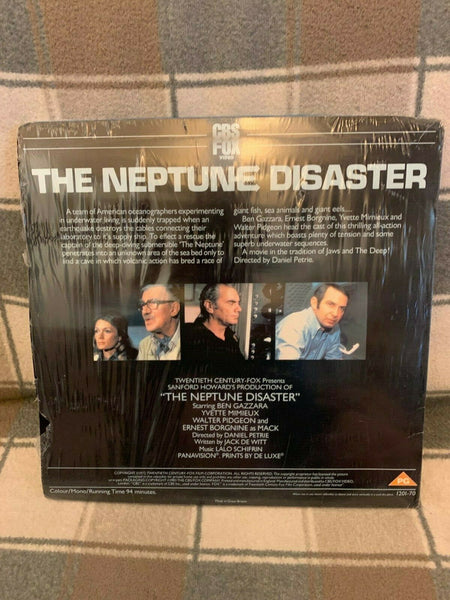 CBS
FOX
VIDEO
THE NEPTUNE DISASTER
A team of American oceanographers experimenting
in underwater living is suddenly trapped when an
earthquake destroys the cables connecting their
laboratory to it's supply ship. To effect a rescue the
captain of the deep-diving submersible 'The Neptune'
penetrates into an unknown area of the sea bed only to
find a cave in which volcanic action has bred a race of
giant fish, sea animals and giant eels....
Ben Gazzara, Ernest Borgnine, Yvette Mimieux and
Walter Pidgeon head the cast of this thrilling all-action
adventure which boasts plenty of tension and some
superb underwater sequences.
A movie in the tradition of Jaws and The Deep!
Directed by Daniel Petrie.
TWENTIETH CENTURY-FOX Presents
SANFORD HOWARD'S PRODUCTION OF
"THE NEPTUNE DISASTER"
Starring BEN GAZZARA
YVETTE MIMIEUX
WALTER PIDGEON and
ERNEST BORGNINE as MACK
Directed by DANIEL PETRIE
Written by JACK DE WITT
Music LALO SCHIFRIN
PANAVISION. PRINTS BY DE LUXE.
Colour/Mono/Running Time 94 minutes.
Made in Great Britain
PG
1201-70